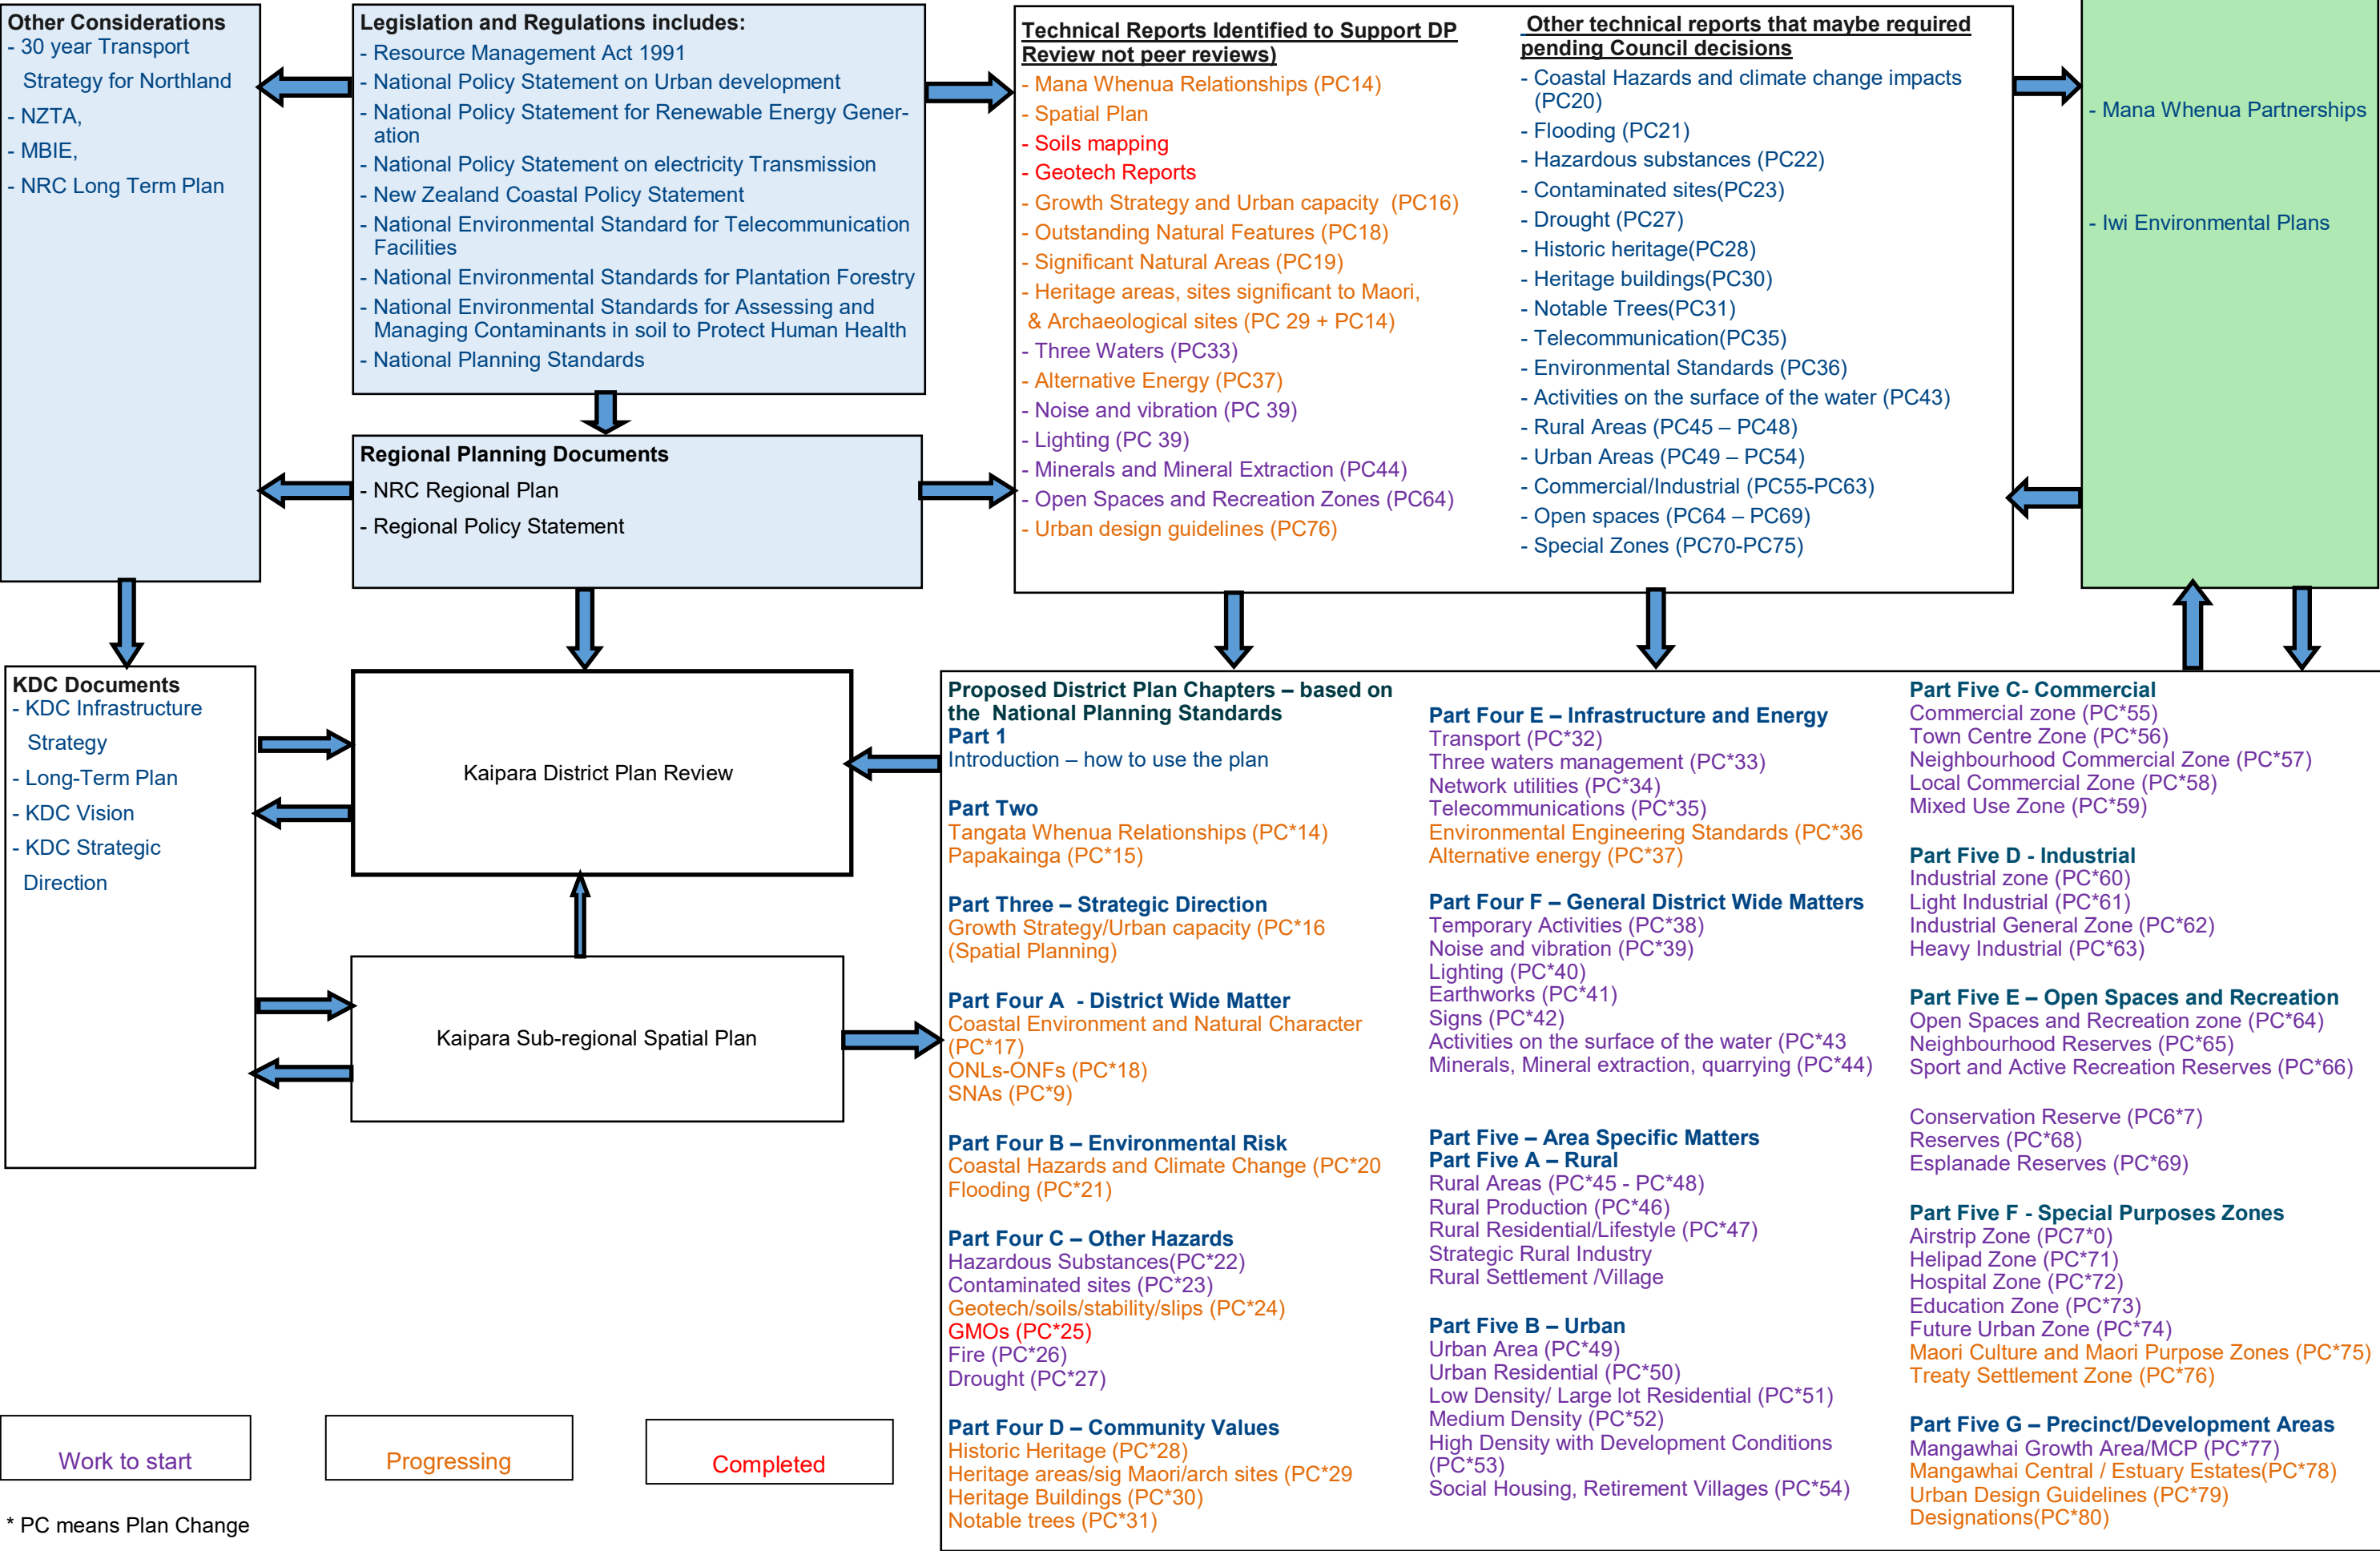 Other Considerations
- 30 year Transport
Strategy for Northland
- NZTA,
- MBIE,
- NRC Long Term Plan
Legislation and Regulations includes:
- Resource Management Act 1991
- National Policy Statement on Urban development
- National Policy Statement for Renewable Energy Gener-
ation
- National Policy Statement on electricity Transmission
- New Zealand Coastal Policy Statement
- National Environmental Standard for Telecommunication
Facilities
- National Environmental Standards for Plantation Forestry
- National Environmental Standards for Assessing and
Managing Contaminants in soil to Protect Human Health
- National Planning Standards
Regional Planning Documents
- NRC Regional Plan
- Regional Policy Statement
Technical Reports Identified to Support DP
Review not peer reviews)
- Mana Whenua Relationships (PC14)
- Spatial Plan
- Soils mapping
- Geotech Reports
- Growth Strategy and Urban capacity (PC16)
- Outstanding Natural Features (PC18)
- Significant Natural Areas (PC19)
- Heritage areas, sites significant to Maori,
& Archaeological sites (PC 29 + PC14)
- Three Waters (PC33)
- Alternative Energy (PC37)
- Noise and vibration (PC 39)
- Lighting (PC 39)
- Minerals and Mineral Extraction (PC44)
- Open Spaces and Recreation Zones (PC64)
- Urban design guidelines (PC76)
Other technical reports that maybe required
pending Council decisions
- Coastal Hazards and climate change impacts
(PC20)
- Flooding (PC21)
- Hazardous substances (PC22)
- Contaminated sites(PC23)
- Drought (PC27)
- Historic heritage(PC28)
- Heritage buildings(PC30)
- Notable Trees(PC31)
- Telecommunication(PC35)
- Environmental Standards (PC36)
- Activities on the surface of the water (PC43)
- Rural Areas (PC45 – PC48)
- Urban Areas (PC49 – PC54)
- Commercial/Industrial (PC55-PC63)
- Open spaces (PC64 – PC69)
- Special Zones (PC70-PC75)
- Mana Whenua Partnerships
- Iwi Environmental Plans
KDC Documents
- KDC Infrastructure
Strategy
- Long-Term Plan
- KDC Vision
- KDC Strategic
Direction
Kaipara District Plan Review
Kaipara Sub-regional Spatial Plan
Proposed District Plan Chapters – based on
the National Planning Standards
Part 1
Introduction – how to use the plan
Part Two
Tangata Whenua Relationships (PC*14)
Papakainga (PC*15)
Part Three – Strategic Direction
Growth Strategy/Urban capacity (PC*16
(Spatial Planning)
Part Four A - District Wide Matter
Coastal Environment and Natural Character
(PC*17)
ONLs-ONFs (PC*18)
SNAs (PC*9)
Part Four B – Environmental Risk
Coastal Hazards and Climate Change (PC*20
Flooding (PC*21)
Part Four C – Other Hazards
Hazardous Substances(PC*22)
Contaminated sites (PC*23)
Geotech/soils/stability/slips (PC*24)
GMOs (PC*25)
Fire (PC*26)
Drought (PC*27)
Part Four D – Community Values
Historic Heritage (PC*28)
Heritage areas/sig Maori/arch sites (PC*29
Heritage Buildings (PC*30)
Notable trees (PC*31)
Part Four E – Infrastructure and Energy
Transport (PC*32)
Three waters management (PC*33)
Network utilities (PC*34)
Telecommunications (PC*35)
Environmental Engineering Standards (PC*36
Alternative energy (PC*37)
Part Four F – General District Wide Matters
Temporary Activities (PC*38)
Noise and vibration (PC*39)
Lighting (PC*40)
Earthworks (PC*41)
Signs (PC*42)
Activities on the surface of the water (PC*43
Minerals, Mineral extraction, quarrying (PC*44)
Part Five – Area Specific Matters
Part Five A – Rural
Rural Areas (PC*45 - PC*48)
Rural Production (PC*46)
Rural Residential/Lifestyle (PC*47)
Strategic Rural Industry
Rural Settlement /Village
Part Five B – Urban
Urban Area (PC*49)
Urban Residential (PC*50)
Low Density/ Large lot Residential (PC*51)
Medium Density (PC*52)
High Density with Development Conditions
(PC*53)
Social Housing, Retirement Villages (PC*54)
Part Five C- Commercial
Commercial zone (PC*55)
Town Centre Zone (PC*56)
Neighbourhood Commercial Zone (PC*57)
Local Commercial Zone (PC*58)
Mixed Use Zone (PC*59)
Part Five D - Industrial
Industrial zone (PC*60)
Light Industrial (PC*61)
Industrial General Zone (PC*62)
Heavy Industrial (PC*63)
Part Five E – Open Spaces and Recreation
Open Spaces and Recreation zone (PC*64)
Neighbourhood Reserves (PC*65)
Sport and Active Recreation Reserves (PC*66)
Conservation Reserve (PC6*7)
Reserves (PC*68)
Esplanade Reserves (PC*69)
Part Five F - Special Purposes Zones
Airstrip Zone (PC7*0)
Helipad Zone (PC*71)
Hospital Zone (PC*72)
Education Zone (PC*73)
Future Urban Zone (PC*74)
Maori Culture and Maori Purpose Zones (PC*75)
Treaty Settlement Zone (PC*76)
Part Five G – Precinct/Development Areas
Mangawhai Growth Area/MCP (PC*77)
Mangawhai Central / Estuary Estates(PC*78)
Urban Design Guidelines (PC*79)
Designations(PC*80)
Work to start
Progressing
Completed
* PC means Plan Change